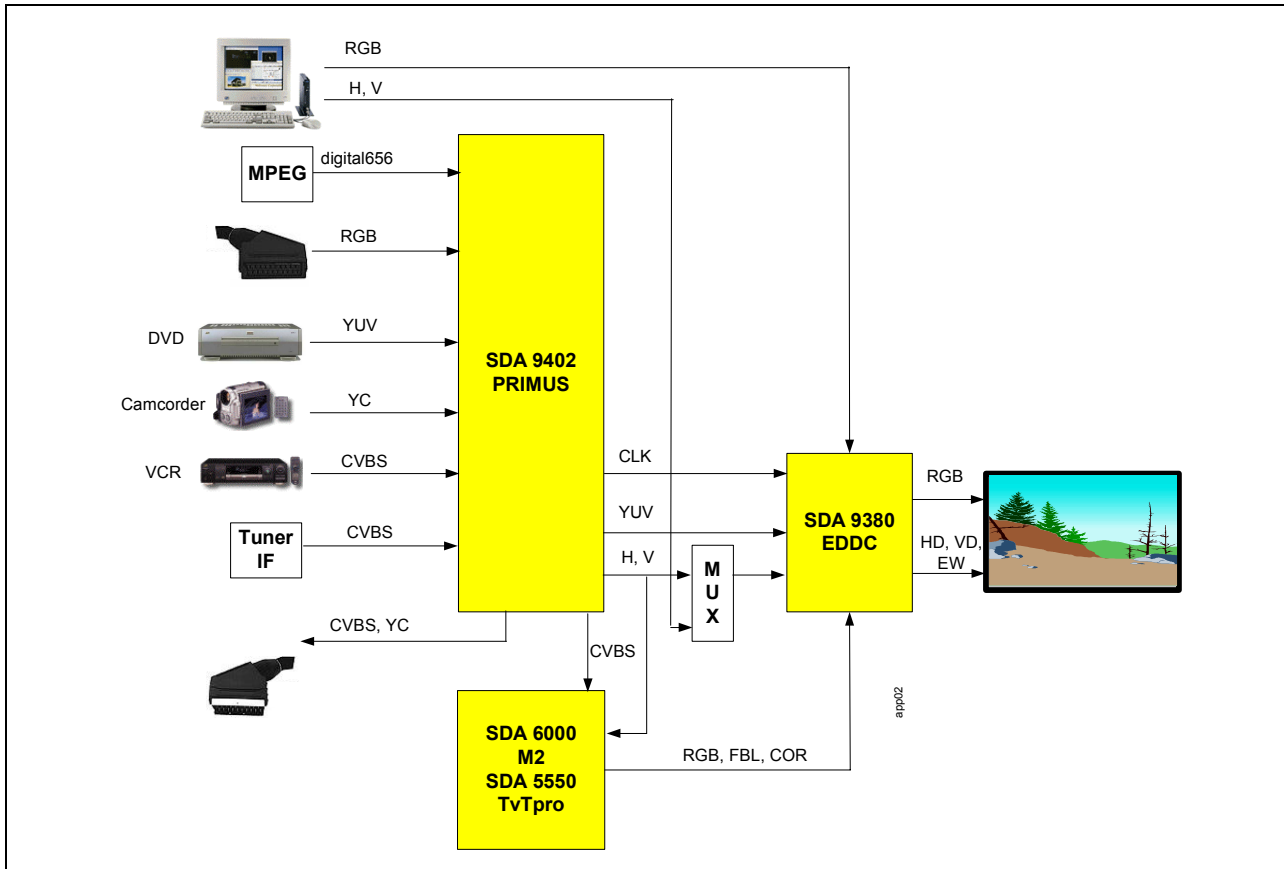 RGB
H, V
digital656
MPEG
RGB
DVD
YUV
SDA 9402
PRIMUS
Camcorder
YC
VCR
CVBS
CLK
RGB
Tuner
IF
CVBS
YUV
SDA 9380
EDDC
HD, VD,
EW
H, V
M
U
X
CVBS, YC
CVBS
SDA 6000
M2
SDA 5550
TvTpro
RGB, FBL, COR
app02